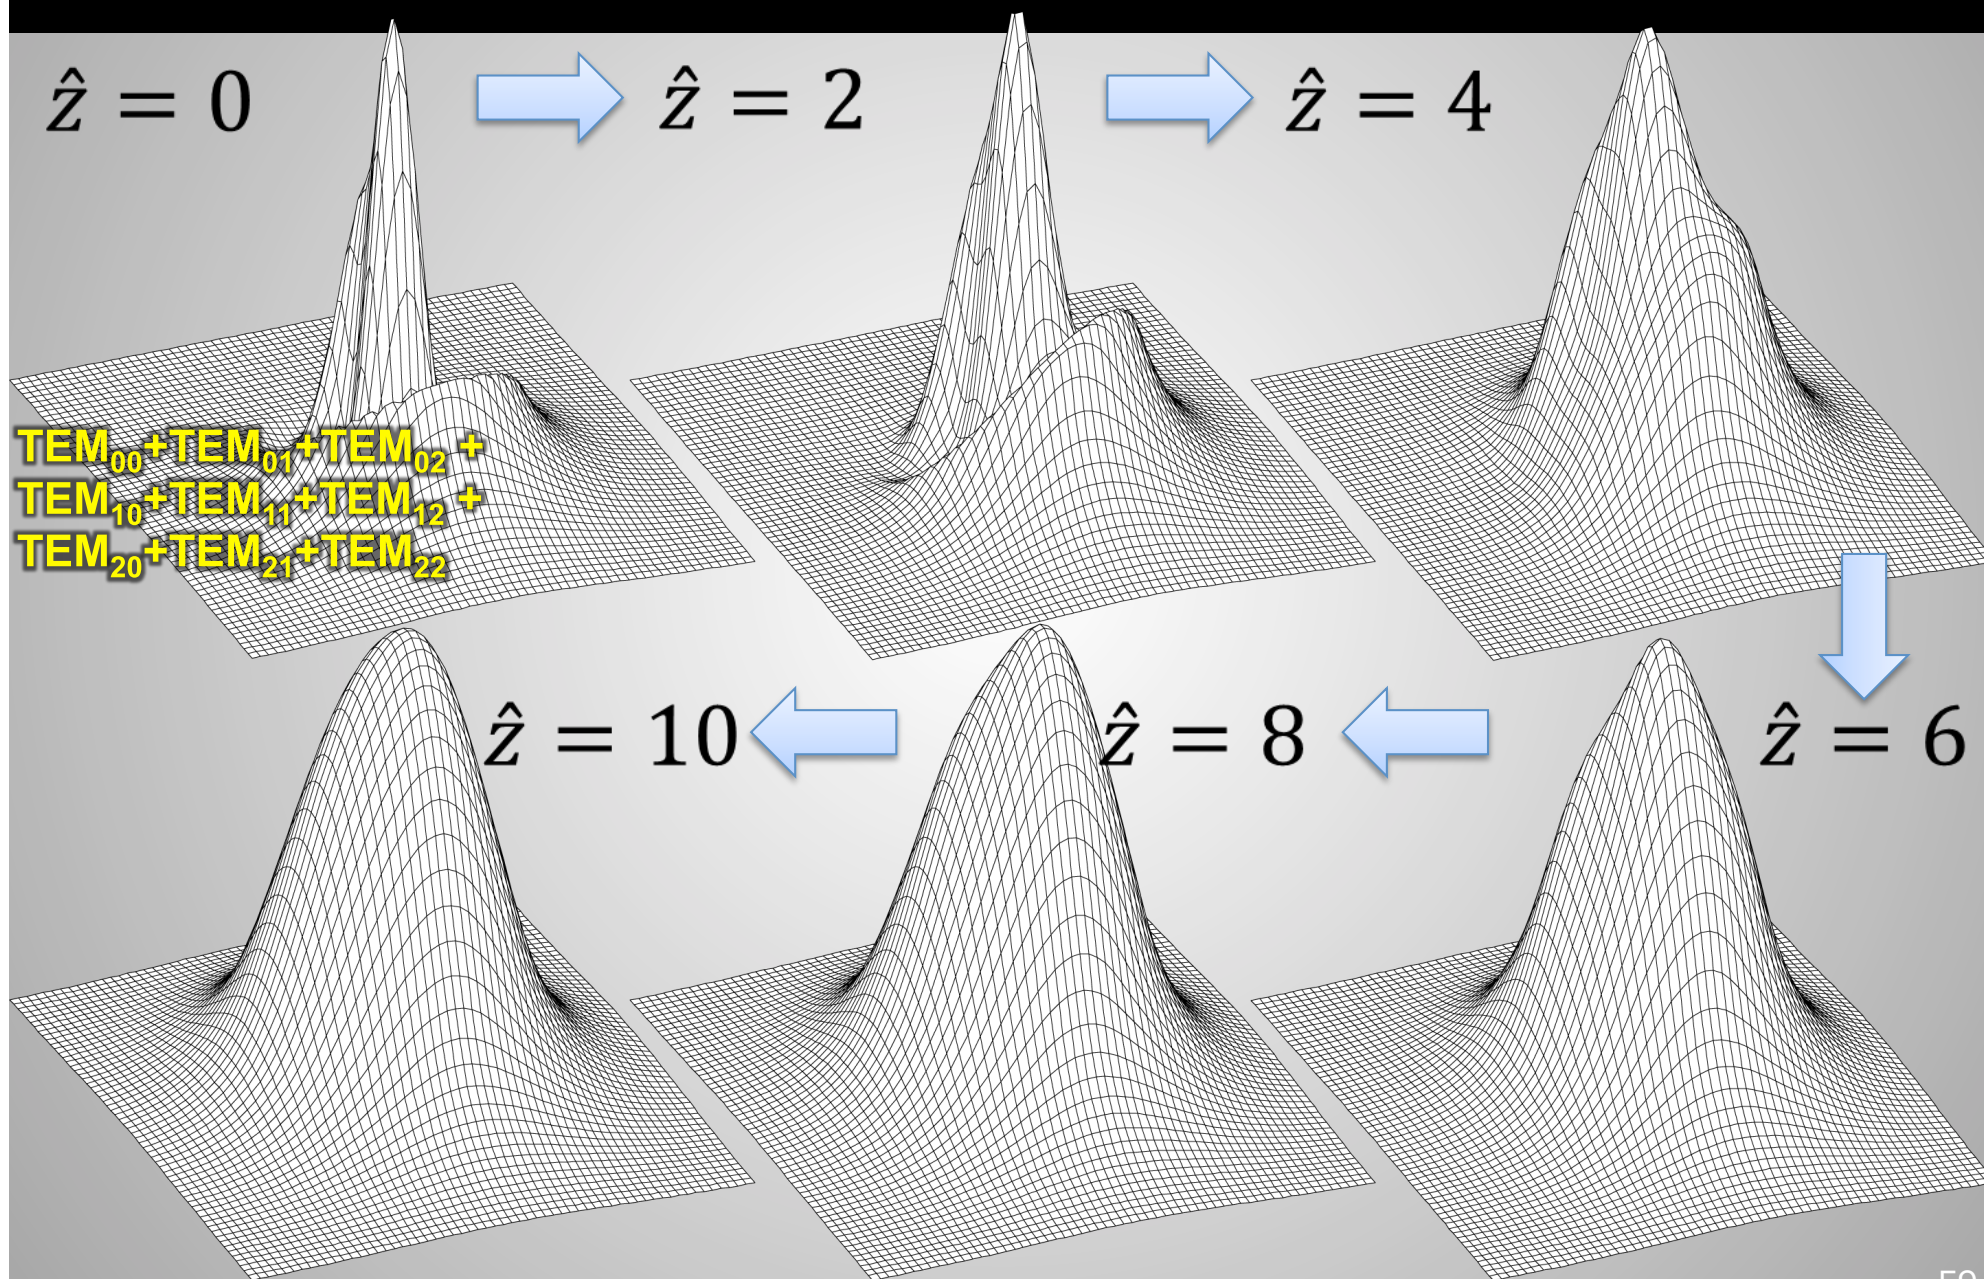 ẑ = 0
ẑ = 2
ẑ = 4
TEM₀₀+TEM₀₁+TEM₀₂ +
TEM₁₀+TEM₁₁+TEM₁₂ +
TEM₂₀+TEM₂₁+TEM₂₂
ẑ = 10
ẑ = 8
ẑ = 6